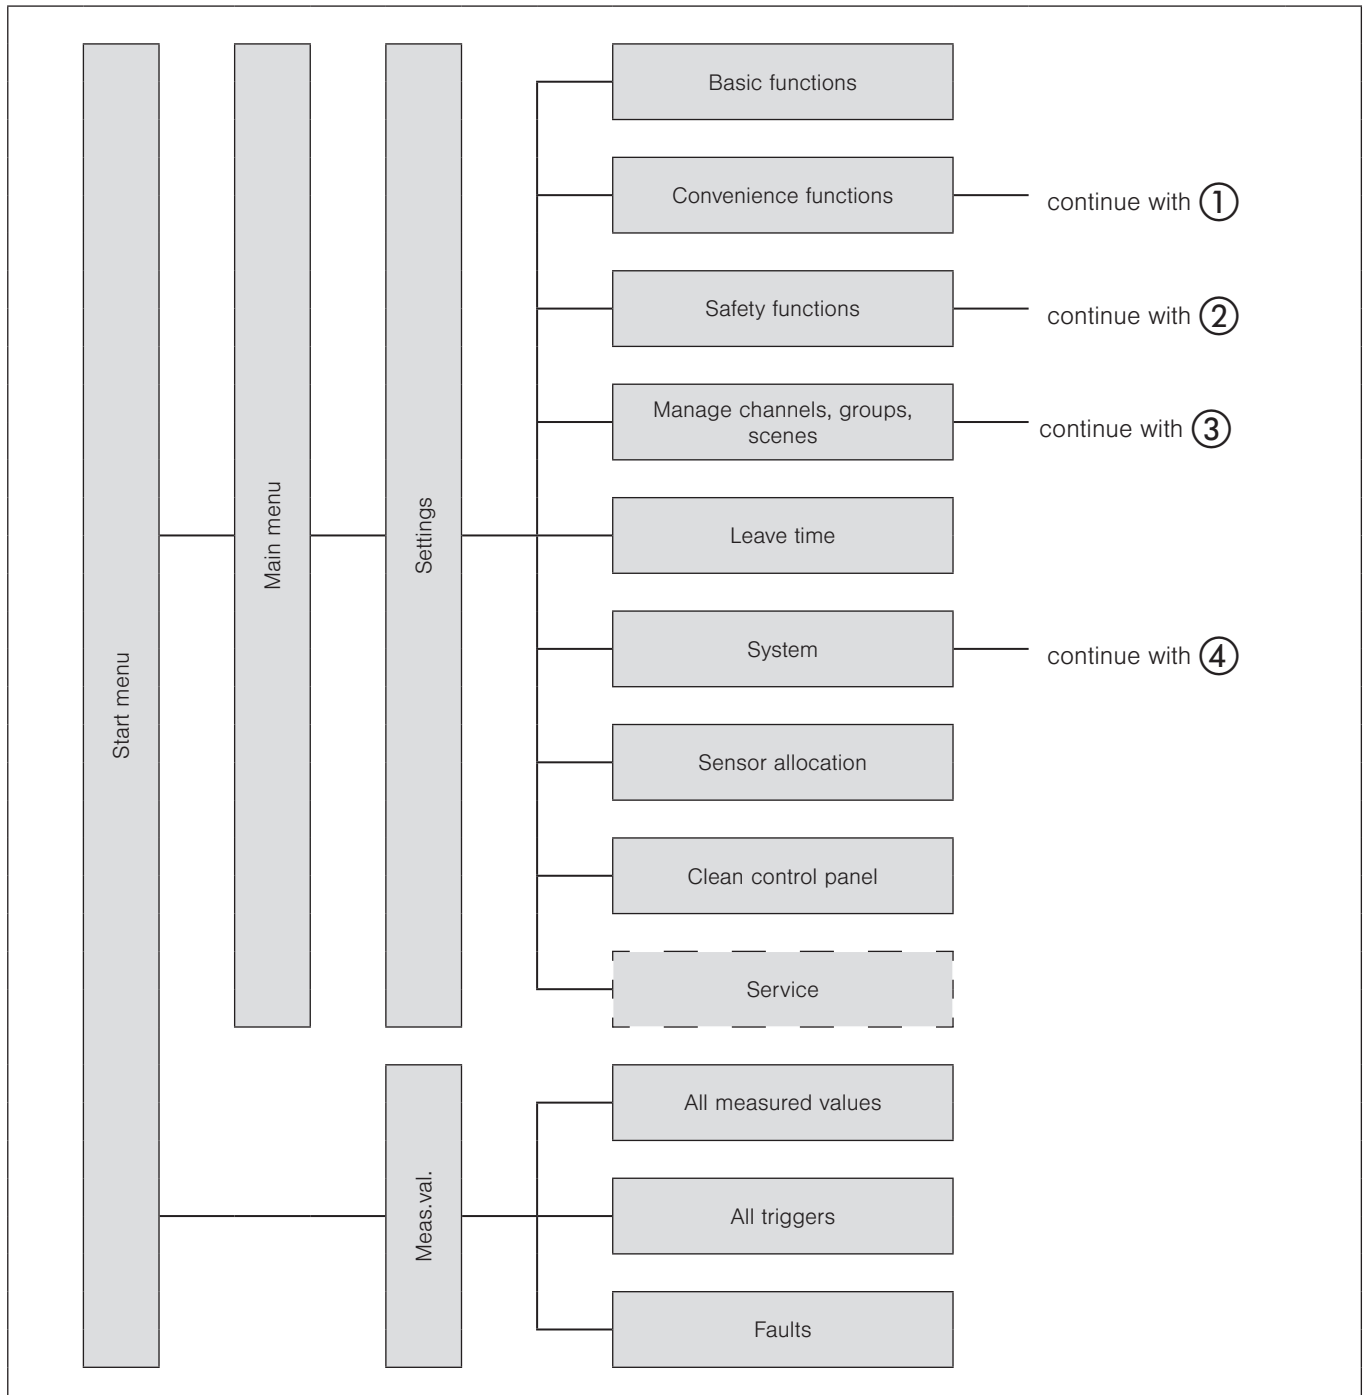 Start menu
Main menu
Settings
Basic functions
Convenience functions
continue with ①
Safety functions
continue with ②
Manage channels, groups,
scenes
continue with ③
Leave time
System
continue with ④
Sensor allocation
Clean control panel
Service
Meas.val.
All measured values
All triggers
Faults